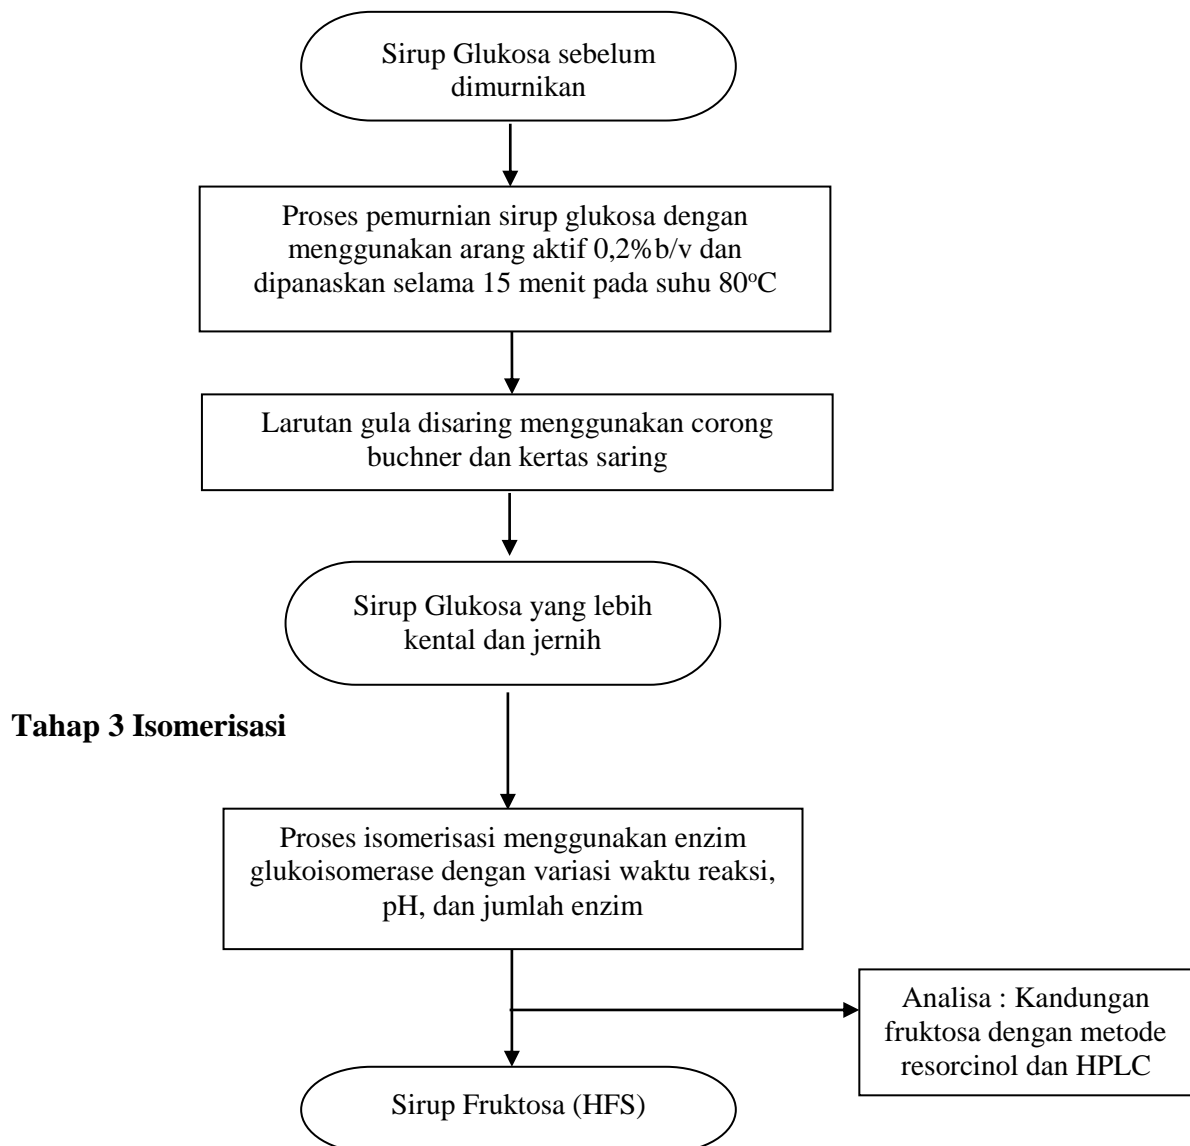 Sirup Glukosa sebelum
dimurnikan
Proses pemurnian sirup glukosa dengan
menggunakan arang aktif 0,2%b/v dan
dipanaskan selama 15 menit pada suhu 80°C
Larutan gula disaring menggunakan corong
buchner dan kertas saring
Sirup Glukosa yang lebih
kental dan jernih
Tahap 3 Isomerisasi
Proses isomerisasi menggunakan enzim
glukoisomerase dengan variasi waktu reaksi,
pH, dan jumlah enzim
Analisa : Kandungan
fruktosa dengan metode
resorcinol dan HPLC
Sirup Fruktosa (HFS)